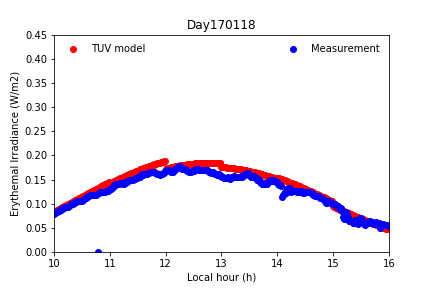 Day170118
TUV model
Measurement
0.45
0.40
0.35
0.30
0.25
0.20
0.15
0.10
0.05
0.00
Erythemal Irradiance (W/m2)
10 11 12 13 14 15 16
Local hour (h)